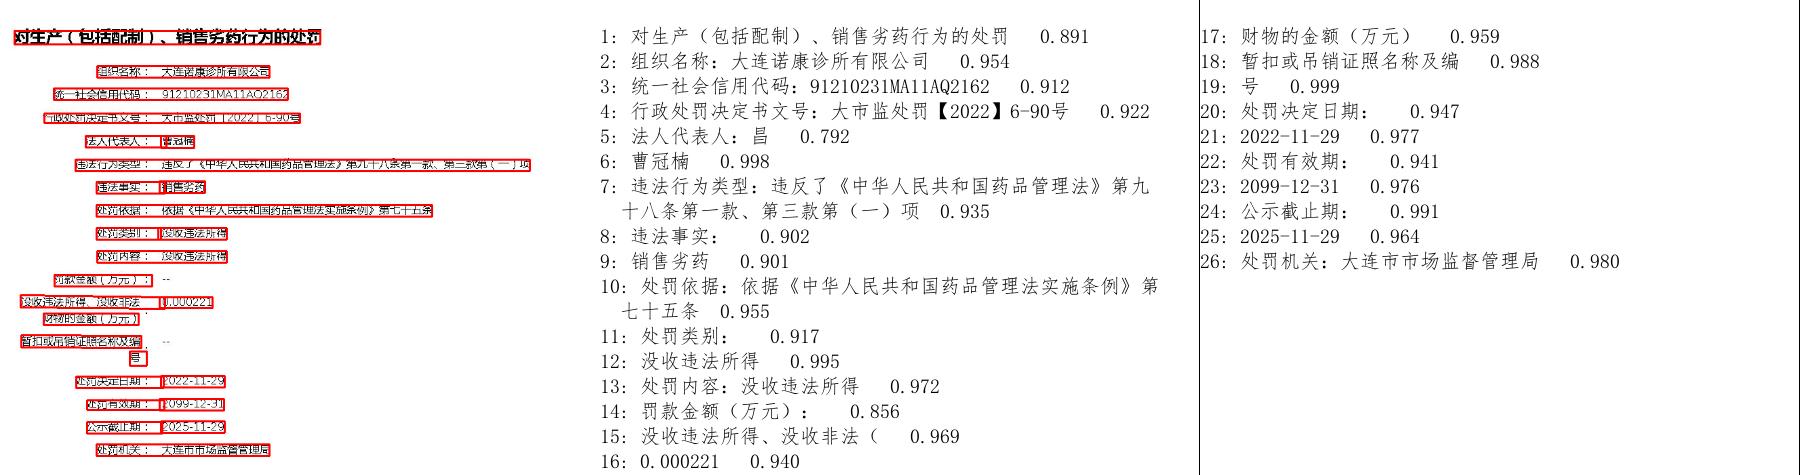 对生产（包括配制）、销售劣药行为的处罚
组织名称： 大连诺康诊所有限公司
统一社会信用代码： 91210231MA11AQ2162
行政处罚决定书文号： 大市监处罚【2022】6-90号
法人代表人： 曹冠楠
违法行为类型： 违反了《中华人民共和国药品管理法》第九十八条第一款、第三款第（一）项
违法事实： 销售劣药
处罚依据： 依据《中华人民共和国药品管理法实施条例》第七十五条
处罚类别： 没收违法所得
处罚内容： 没收违法所得
罚款金额（万元）： --
没收违法所得、没收非法 0.000221
财物的金额（万元）：
暂扣或吊销证照名称及编 --
号：
处罚决定日期： 2022-11-29
处罚有效期： 2099-12-31
公示截止期： 2025-11-29
处罚机关： 大连市市场监督管理局
1: 对生产（包括配制）、销售劣药行为的处罚 0.891
2: 组织名称：大连诺康诊所有限公司 0.954
3: 统一社会信用代码：91210231MA11AQ2162 0.912
4: 行政处罚决定书文号：大市监处罚【2022】6-90号 0.922
5: 法人代表人：昌 0.792
6: 曹冠楠 0.998
7: 违法行为类型：违反了《中华人民共和国药品管理法》第九
十八条第一款、第三款第（一）项 0.935
8: 违法事实： 0.902
9: 销售劣药 0.901
10: 处罚依据：依据《中华人民共和国药品管理法实施条例》第
七十五条 0.955
11: 处罚类别： 0.917
12: 没收违法所得 0.995
13: 处罚内容：没收违法所得 0.972
14: 罚款金额（万元）： 0.856
15: 没收违法所得、没收非法（ 0.969
16: 0.000221 0.940
17: 财物的金额（万元） 0.959
18: 暂扣或吊销证照名称及编 0.988
19: 号 0.999
20: 处罚决定日期： 0.947
21: 2022-11-29 0.977
22: 处罚有效期： 0.941
23: 2099-12-31 0.976
24: 公示截止期： 0.991
25: 2025-11-29 0.964
26: 处罚机关：大连市市场监督管理局 0.980